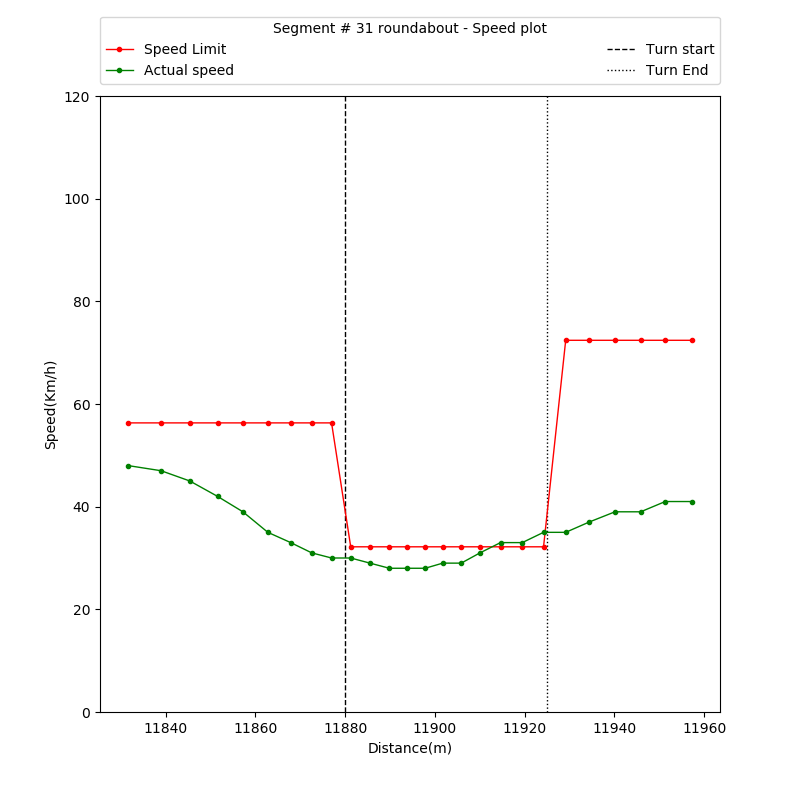 Segment # 31 roundabout - Speed plot
Speed Limit
Turn start
Actual speed
Turn End
120
100
80
60
40
20
0
Speed(Km/h)
11840 11860 11880 11900 11920 11940 11960
Distance(m)